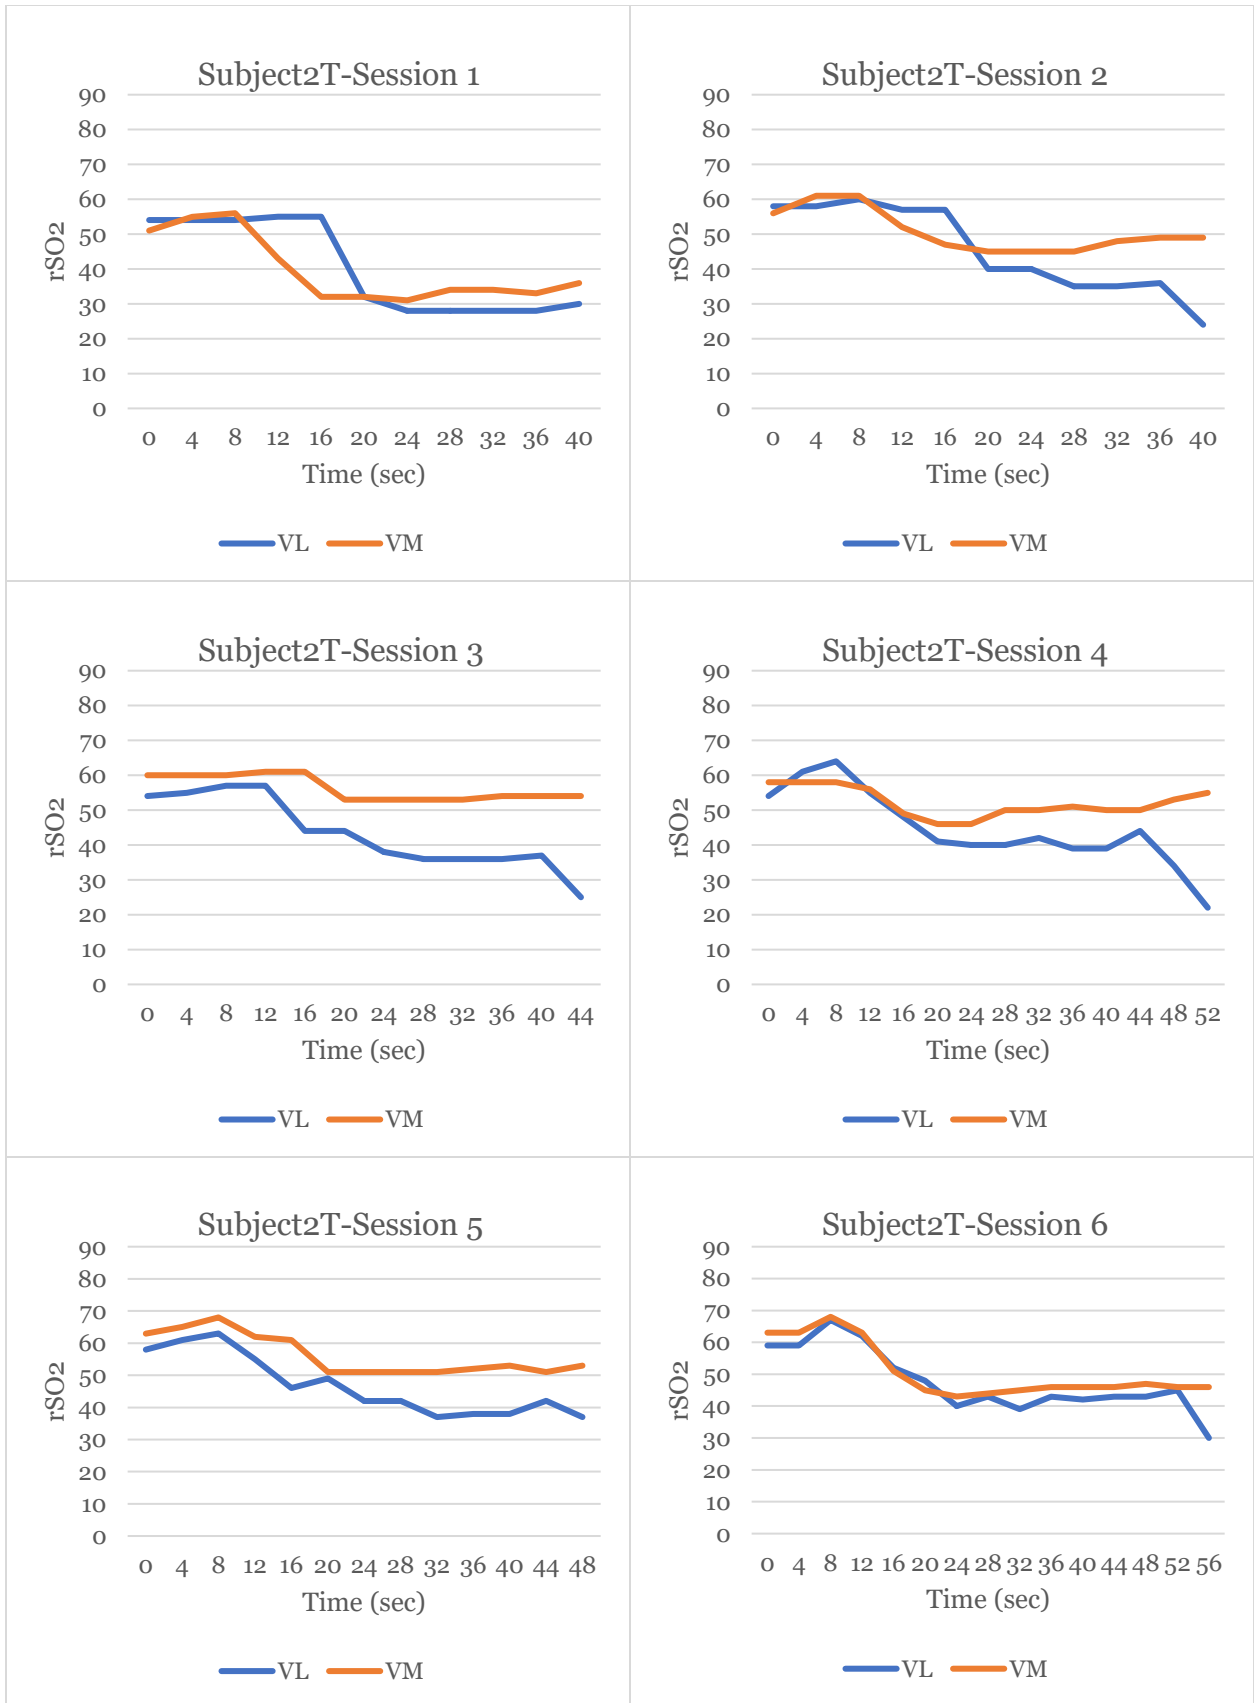 Subject2T-Session 1
90
80
70
60
50
40
30
20
10
0
rSO2
0 4 8 12 16 20 24 28 32 36 40
Time (sec)
VL VM
Subject2T-Session 2
90
80
70
60
50
40
30
20
10
0
rSO2
0 4 8 12 16 20 24 28 32 36 40
Time (sec)
VL VM
Subject2T-Session 3
90
80
70
60
50
40
30
20
10
0
rSO2
0 4 8 12 16 20 24 28 32 36 40 44
Time (sec)
VL VM
Subject2T-Session 4
90
80
70
60
50
40
30
20
10
0
rSO2
0 4 8 12 16 20 24 28 32 36 40 44 48 52
Time (sec)
VL VM
Subject2T-Session 5
90
80
70
60
50
40
30
20
10
0
rSO2
0 4 8 12 16 20 24 28 32 36 40 44 48
Time (sec)
VL VM
Subject2T-Session 6
90
80
70
60
50
40
30
20
10
0
rSO2
0 4 8 12 16 20 24 28 32 36 40 44 48 52 56
Time (sec)
VL VM